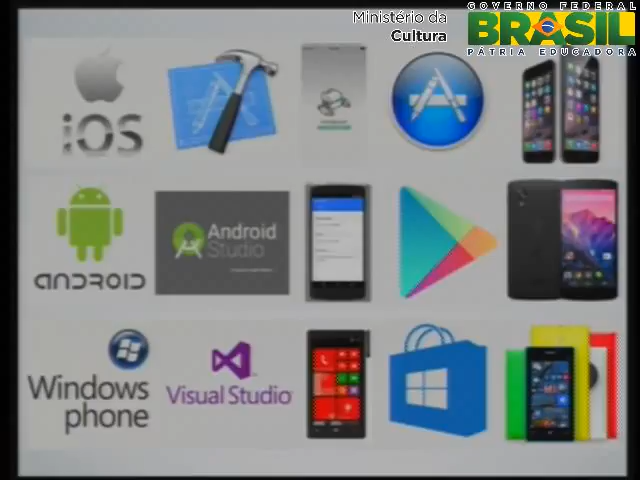 Ministério da
Cultura
GOVERNO FEDERAL
BRASIL
PÁTRIA EDUCADORA
iOS
ANDROID
Android
Studio
Windows
phone
Visual Studio